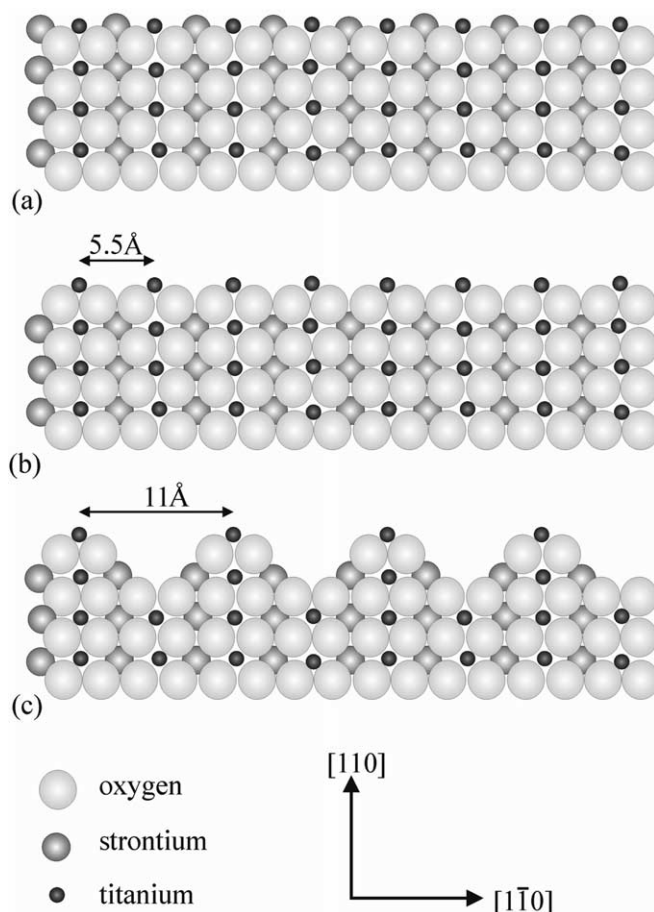 (a)
5.5Å
(b)
11Å
(c)
oxygen
strontium
titanium
[110]
[11̄0]